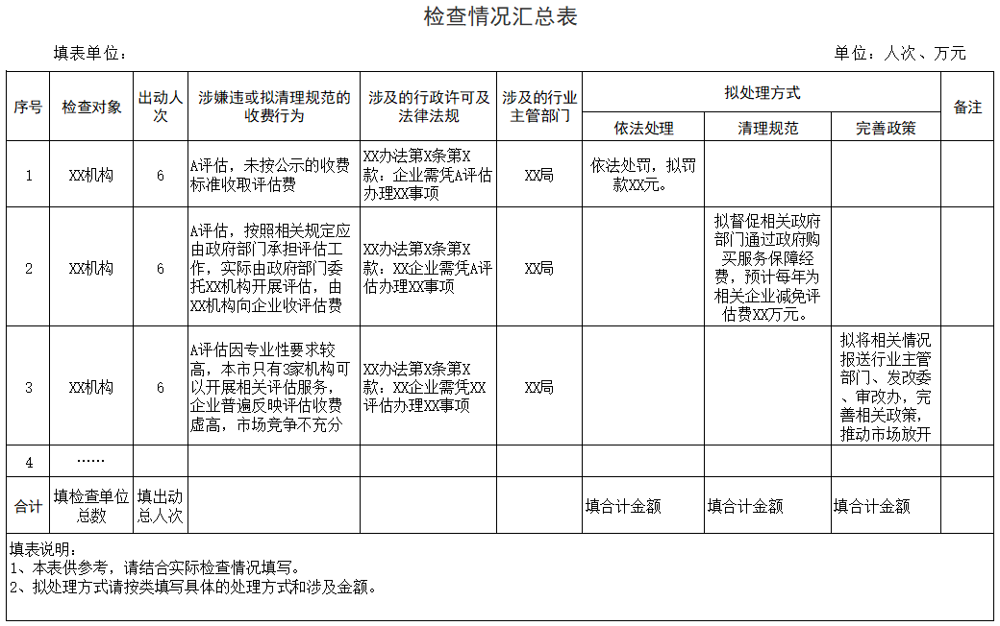 检查情况汇总表
填表单位：
单位：人次、万元
序号
检查对象
出动人
次
涉嫌违或拟清理规范的
收费行为
涉及的行政许可及
法律法规
涉及的行业
主管部门
拟处理方式
备注
依法处理
清理规范
完善政策
1
XX机构
6
A评估，未按公示的收费
标准收取评估费
XX办法第X条第X
款：企业需凭A评估
办理XX事项
XX局
依法处罚，拟罚
款XX元。
2
XX机构
6
A评估，按照相关规定应
由政府部门承担评估工
作，实际由政府部门委
托XX机构开展评估，由
XX机构向企业收评估费
XX办法第X条第X
款：XX企业需凭A评
估办理XX事项
XX局
拟督促相关政府
部门通过政府购
买服务保障经
费，预计每年为
相关企业减免评
估费XX万元。
3
XX机构
6
A评估因专业性要求较
高，本市只有3家机构可
以开展相关评估服务，
企业普遍反映评估收费
虚高，市场竞争不充分
XX办法第X条第X
款：XX企业需凭XX
评估办理XX事项
XX局
拟将相关情况
报送行业主管
部门、发改委
、审改办，完
善相关政策，
推动市场放开
4
……
合计
填检查单位
总数
填出动
总人次
填合计金额
填合计金额
填合计金额
填表说明：
1、本表供参考，请结合实际检查情况填写。
2、拟处理方式请按类填写具体的处理方式和涉及金额。